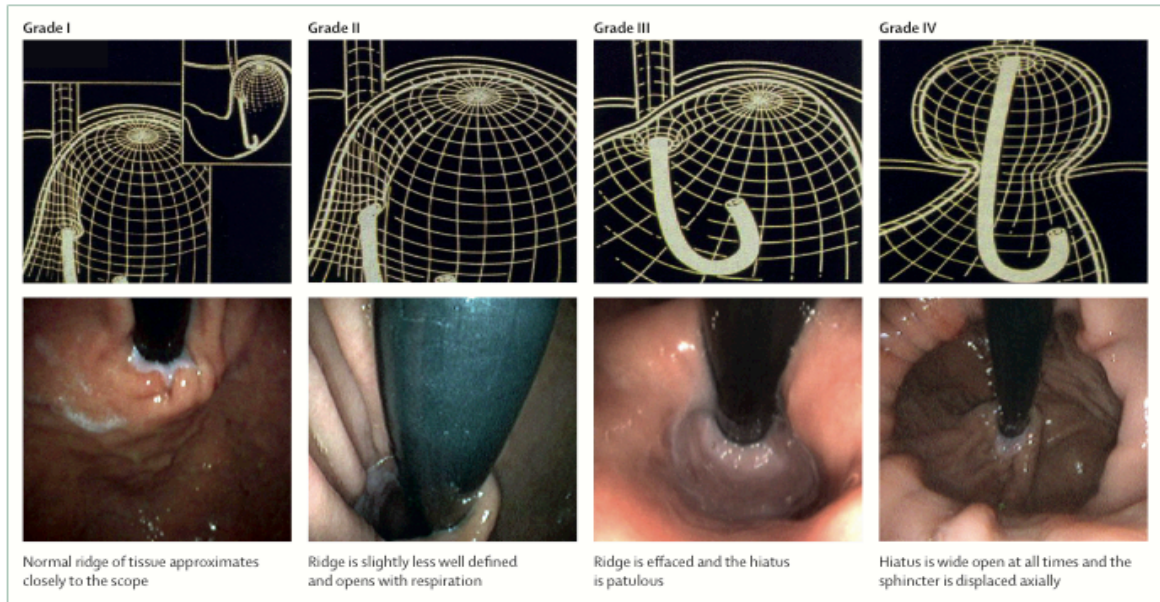 Grade I
Grade II
Grade III
Grade IV
Normal ridge of tissue approximates
closely to the scope
Ridge is slightly less well defined
and opens with respiration
Ridge is effaced and the hiatus
is patulous
Hiatus is wide open at all times and the
sphincter is displaced axially